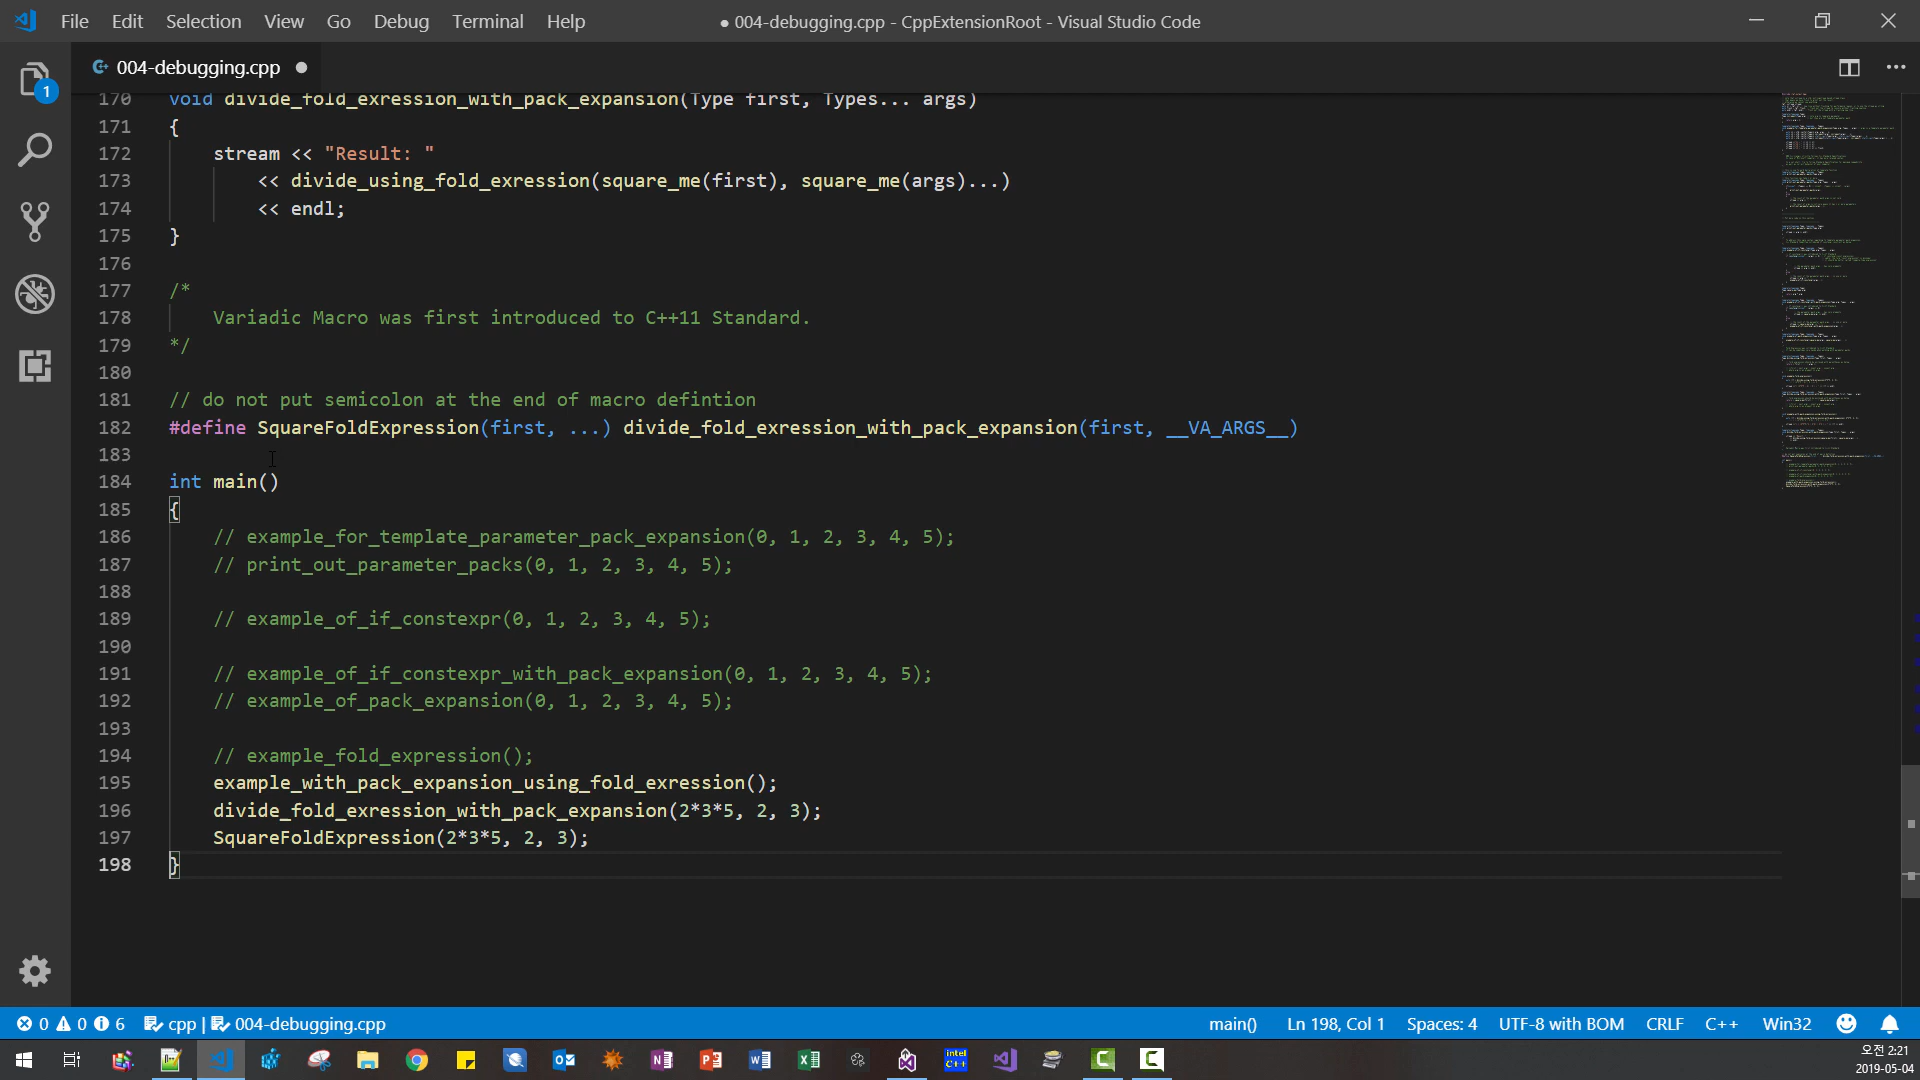 File Edit Selection View Go Debug Terminal Help
● 004-debugging.cpp - CppExtensionRoot - Visual Studio Code
1
004-debugging.cpp
170 void divide_fold_exression_with_pack_expansion(Type first, Types... args)
171 {
172 stream << "Result: "
173 << divide_using_fold_exression(square_me(first), square_me(args)...)
174 << endl;
175 }
176
177 /*
178 Variadic Macro was first introduced to C++11 Standard.
179 */
180
181 // do not put semicolon at the end of macro defintion
182 #define SquareFoldExpression(first, ...) divide_fold_exression_with_pack_expansion(first, __VA_ARGS__)
183
184 int main()
185 {
186 // example_for_template_parameter_pack_expansion(0, 1, 2, 3, 4, 5);
187 // print_out_parameter_packs(0, 1, 2, 3, 4, 5);
188
189 // example_of_if_constexpr(0, 1, 2, 3, 4, 5);
190
191 // example_of_if_constexpr_with_pack_expansion(0, 1, 2, 3, 4, 5);
192 // example_of_pack_expansion(0, 1, 2, 3, 4, 5);
193
194 // example_fold_expression();
195 example_with_pack_expansion_using_fold_exression();
196 divide_fold_exression_with_pack_expansion(2*3*5, 2, 3);
197 SquareFoldExpression(2*3*5, 2, 3);
198 }
0 0 6 cpp | 004-debugging.cpp
main() Ln 198, Col 1 Spaces: 4 UTF-8 with BOM CRLF C++ Win32
intel C++
오전 2:21
2019-05-04